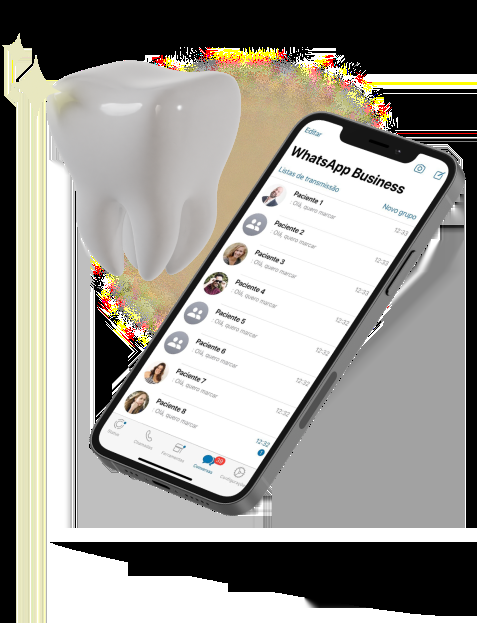 Editar
WhatsApp Business
Listas de transmissão
Novo grupo
Paciente 1
Olá, quero marcar
12:33
Paciente 2
Olá, quero marcar
12:33
Paciente 3
Olá, quero marcar
12:33
Paciente 4
Olá, quero marcar
12:32
Paciente 5
Olá, quero marcar
12:32
Paciente 6
Olá, quero marcar
12:32
Paciente 7
Olá, quero marcar
12:32
Paciente 8
Olá, quero marcar
12:32
Chamadas
Ferramentas
Conversas